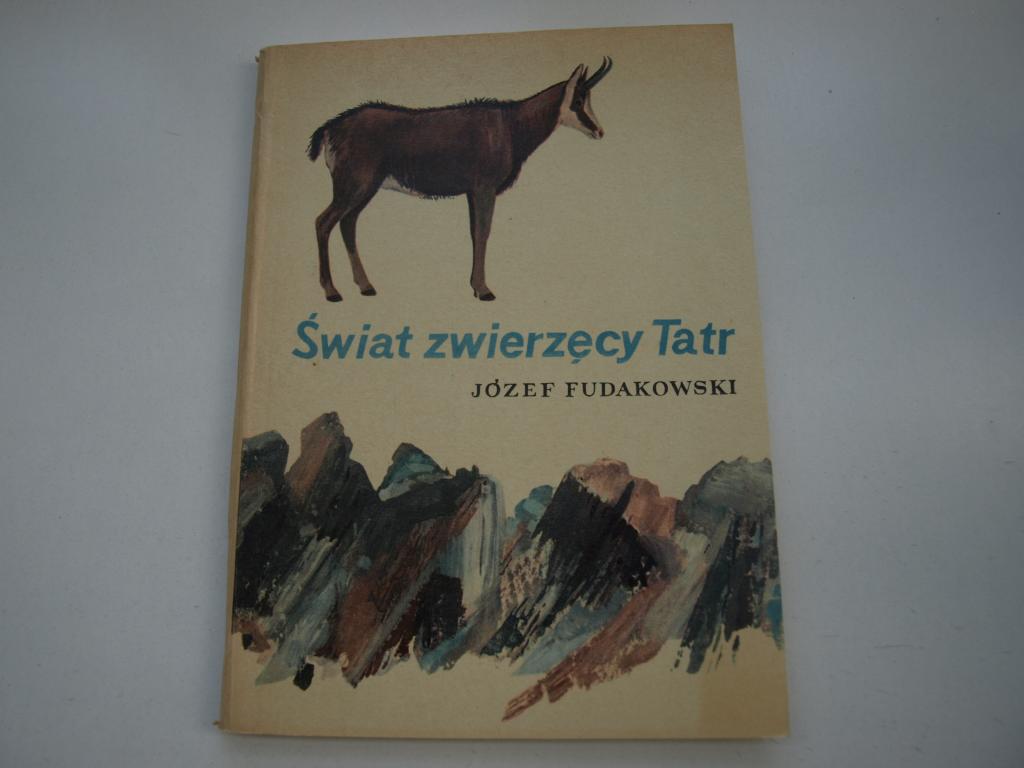 Świat zwierzęcy Tatr
JÓZEF FUDAKOWSKI